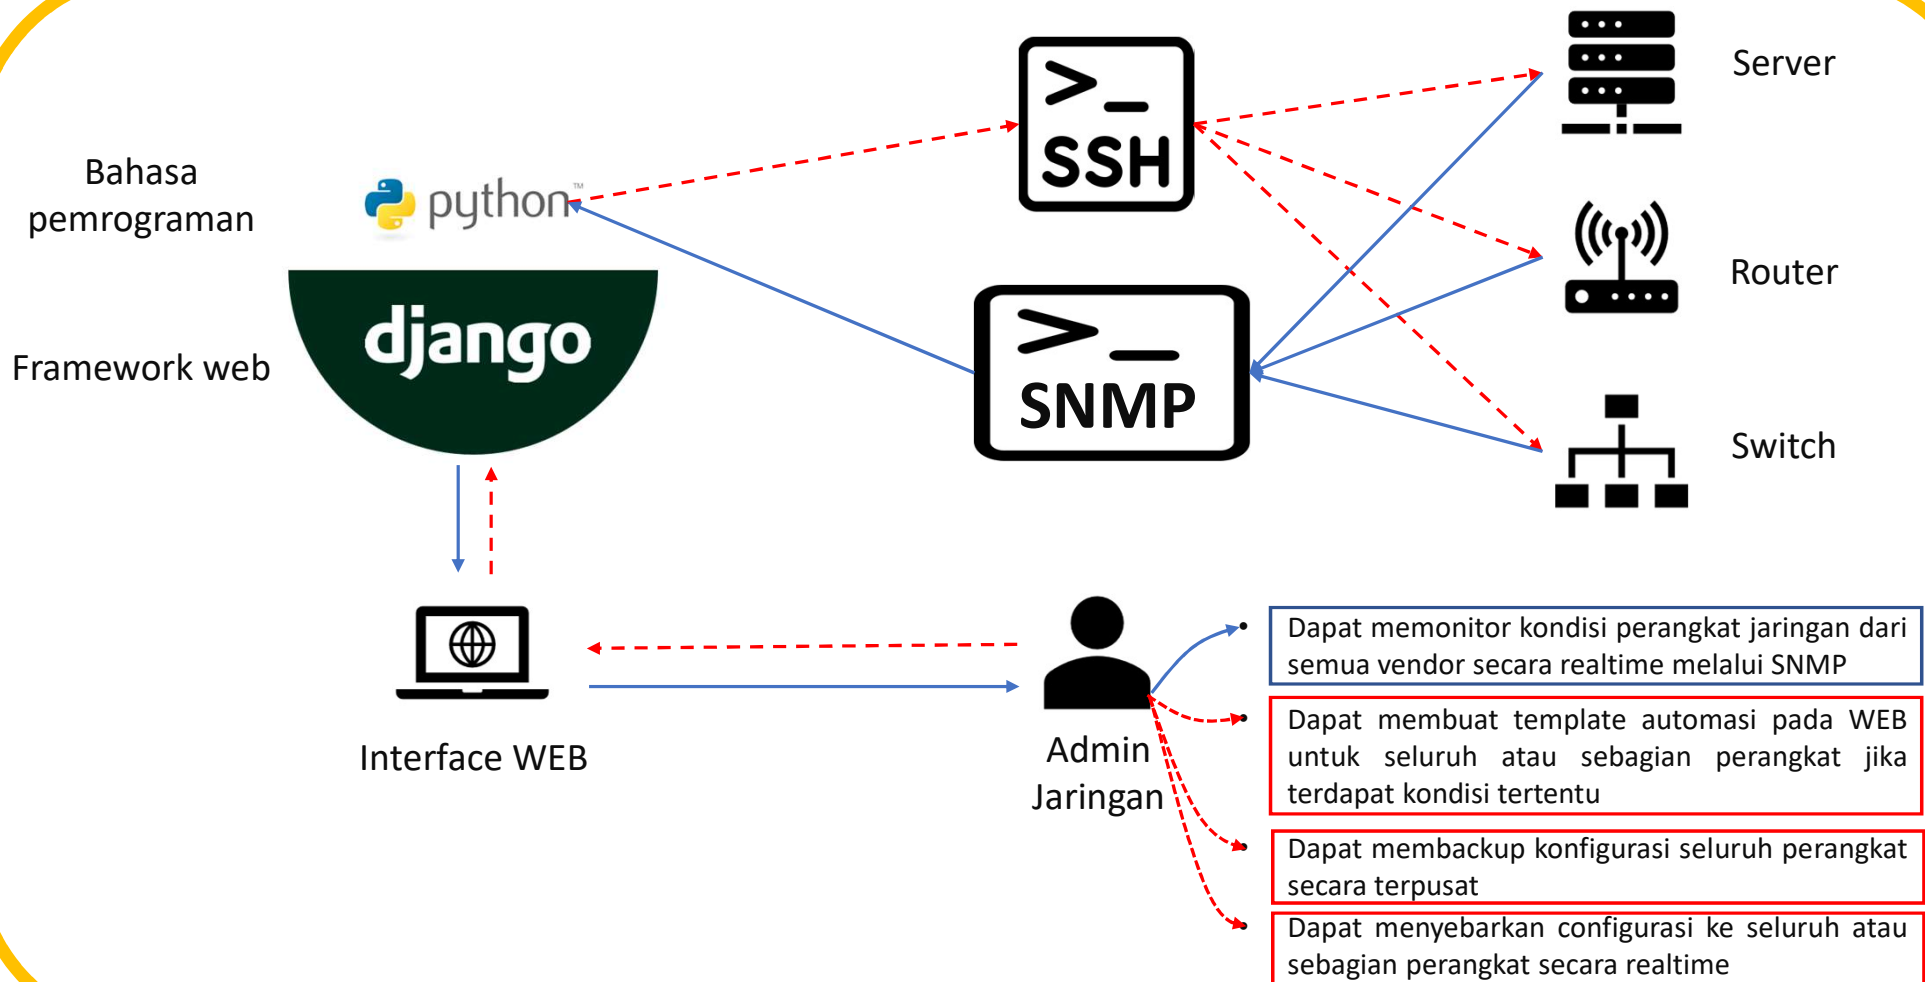 Server
>_
SSH
Bahasa
pemrograman
python™
Router
django
Framework web
>_
SNMP
Switch
Interface WEB
Admin
Jaringan
• Dapat memonitor kondisi perangkat jaringan dari
semua vendor secara realtime melalui SNMP
• Dapat membuat template automasi pada WEB
untuk seluruh atau sebagian perangkat jika
terdapat kondisi tertentu
• Dapat membackup konfigurasi seluruh perangkat
secara terpusat
• Dapat menyebarkan configurasi ke seluruh atau
sebagian perangkat secara realtime